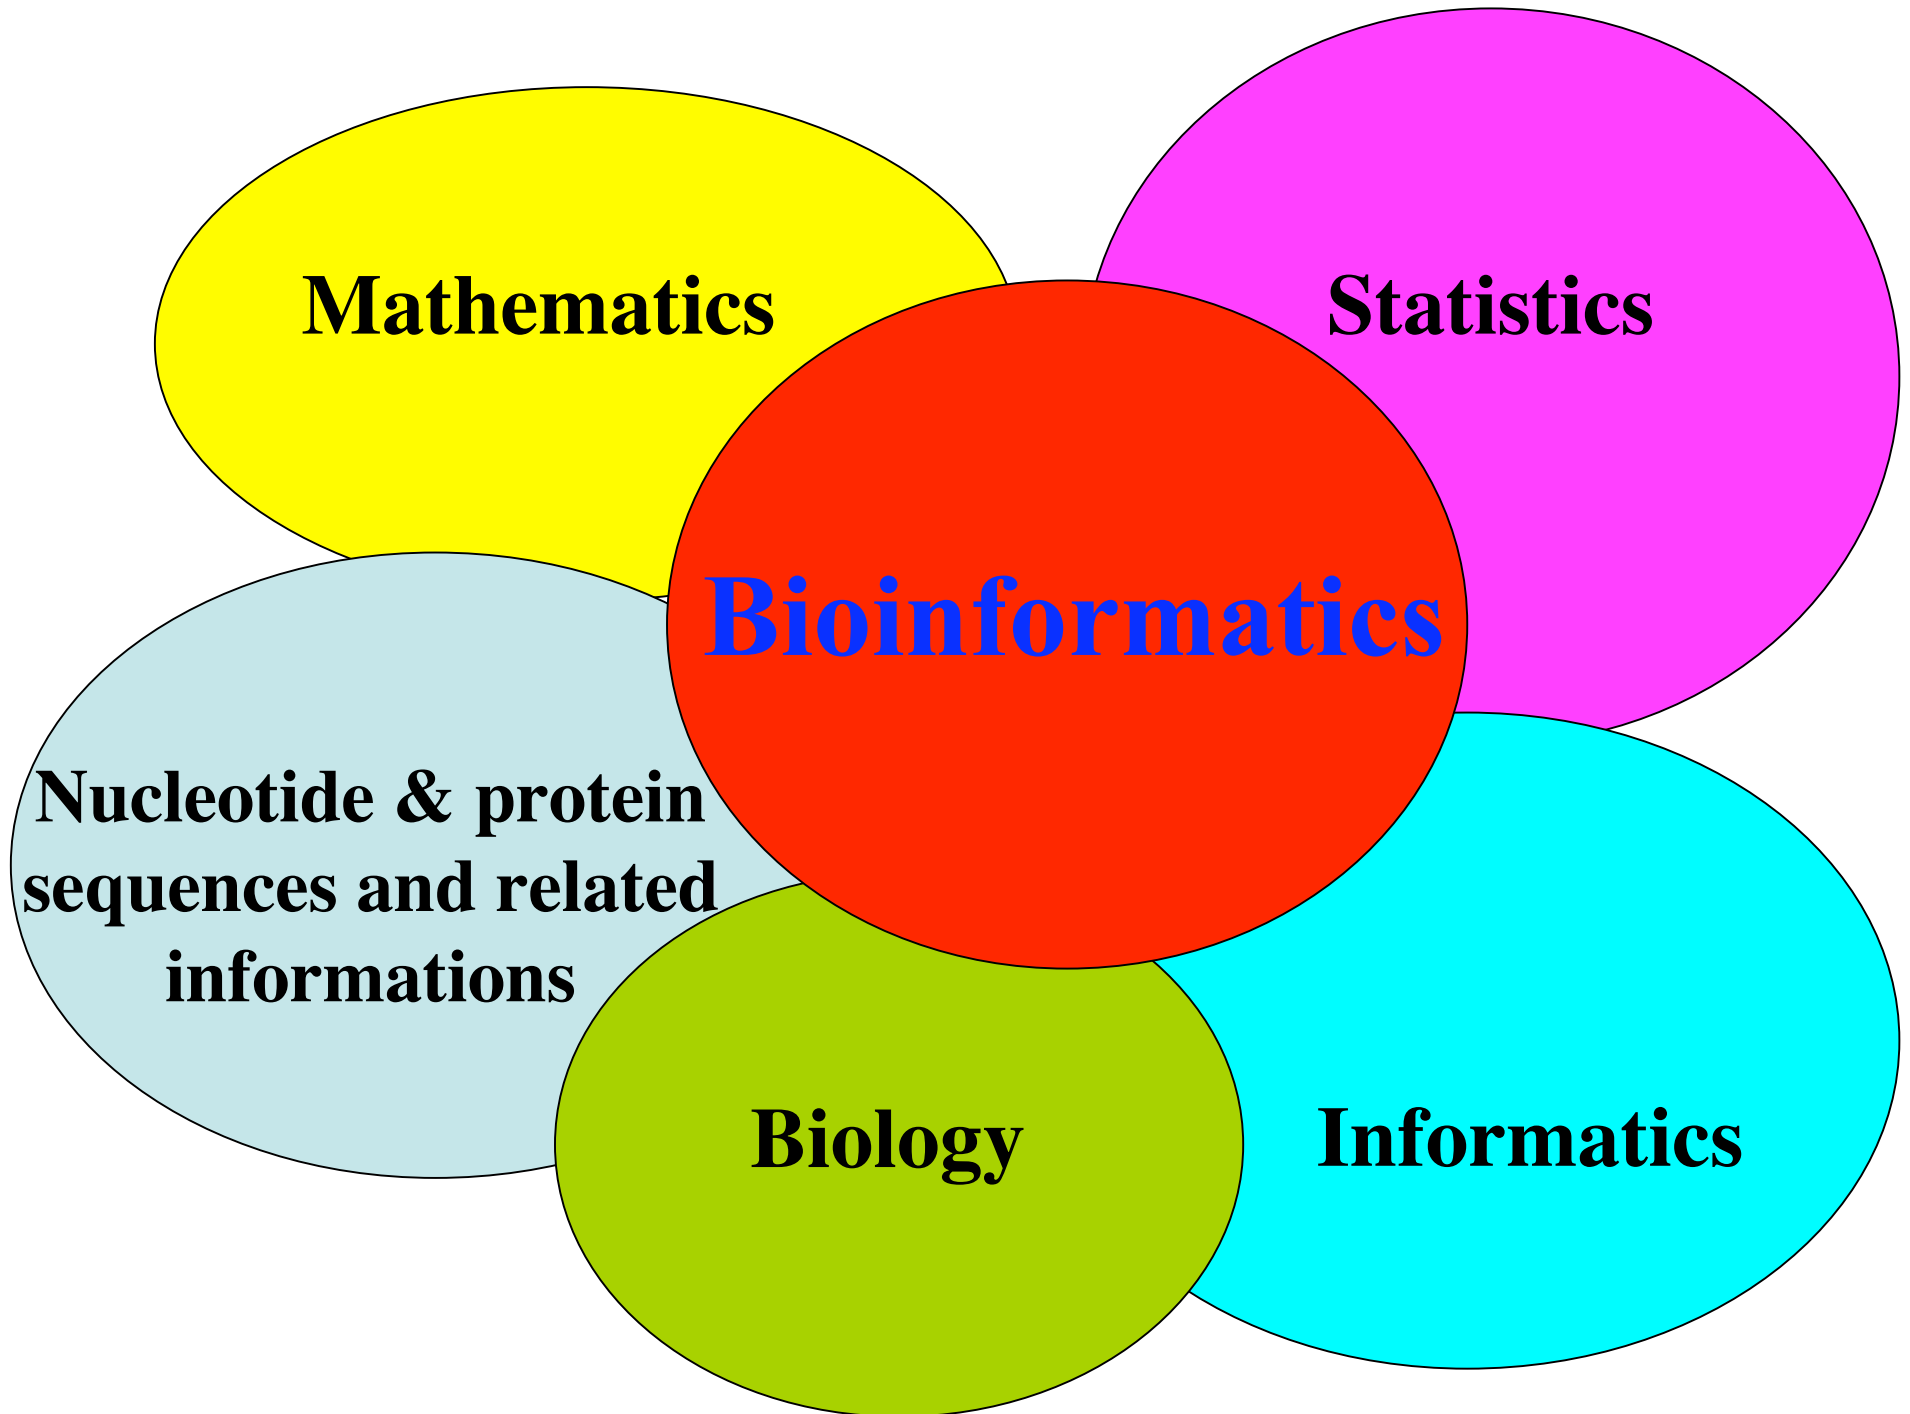 Mathematics
Statistics
Bioinformatics
Nucleotide & protein
sequences and related
informations
Biology
Informatics